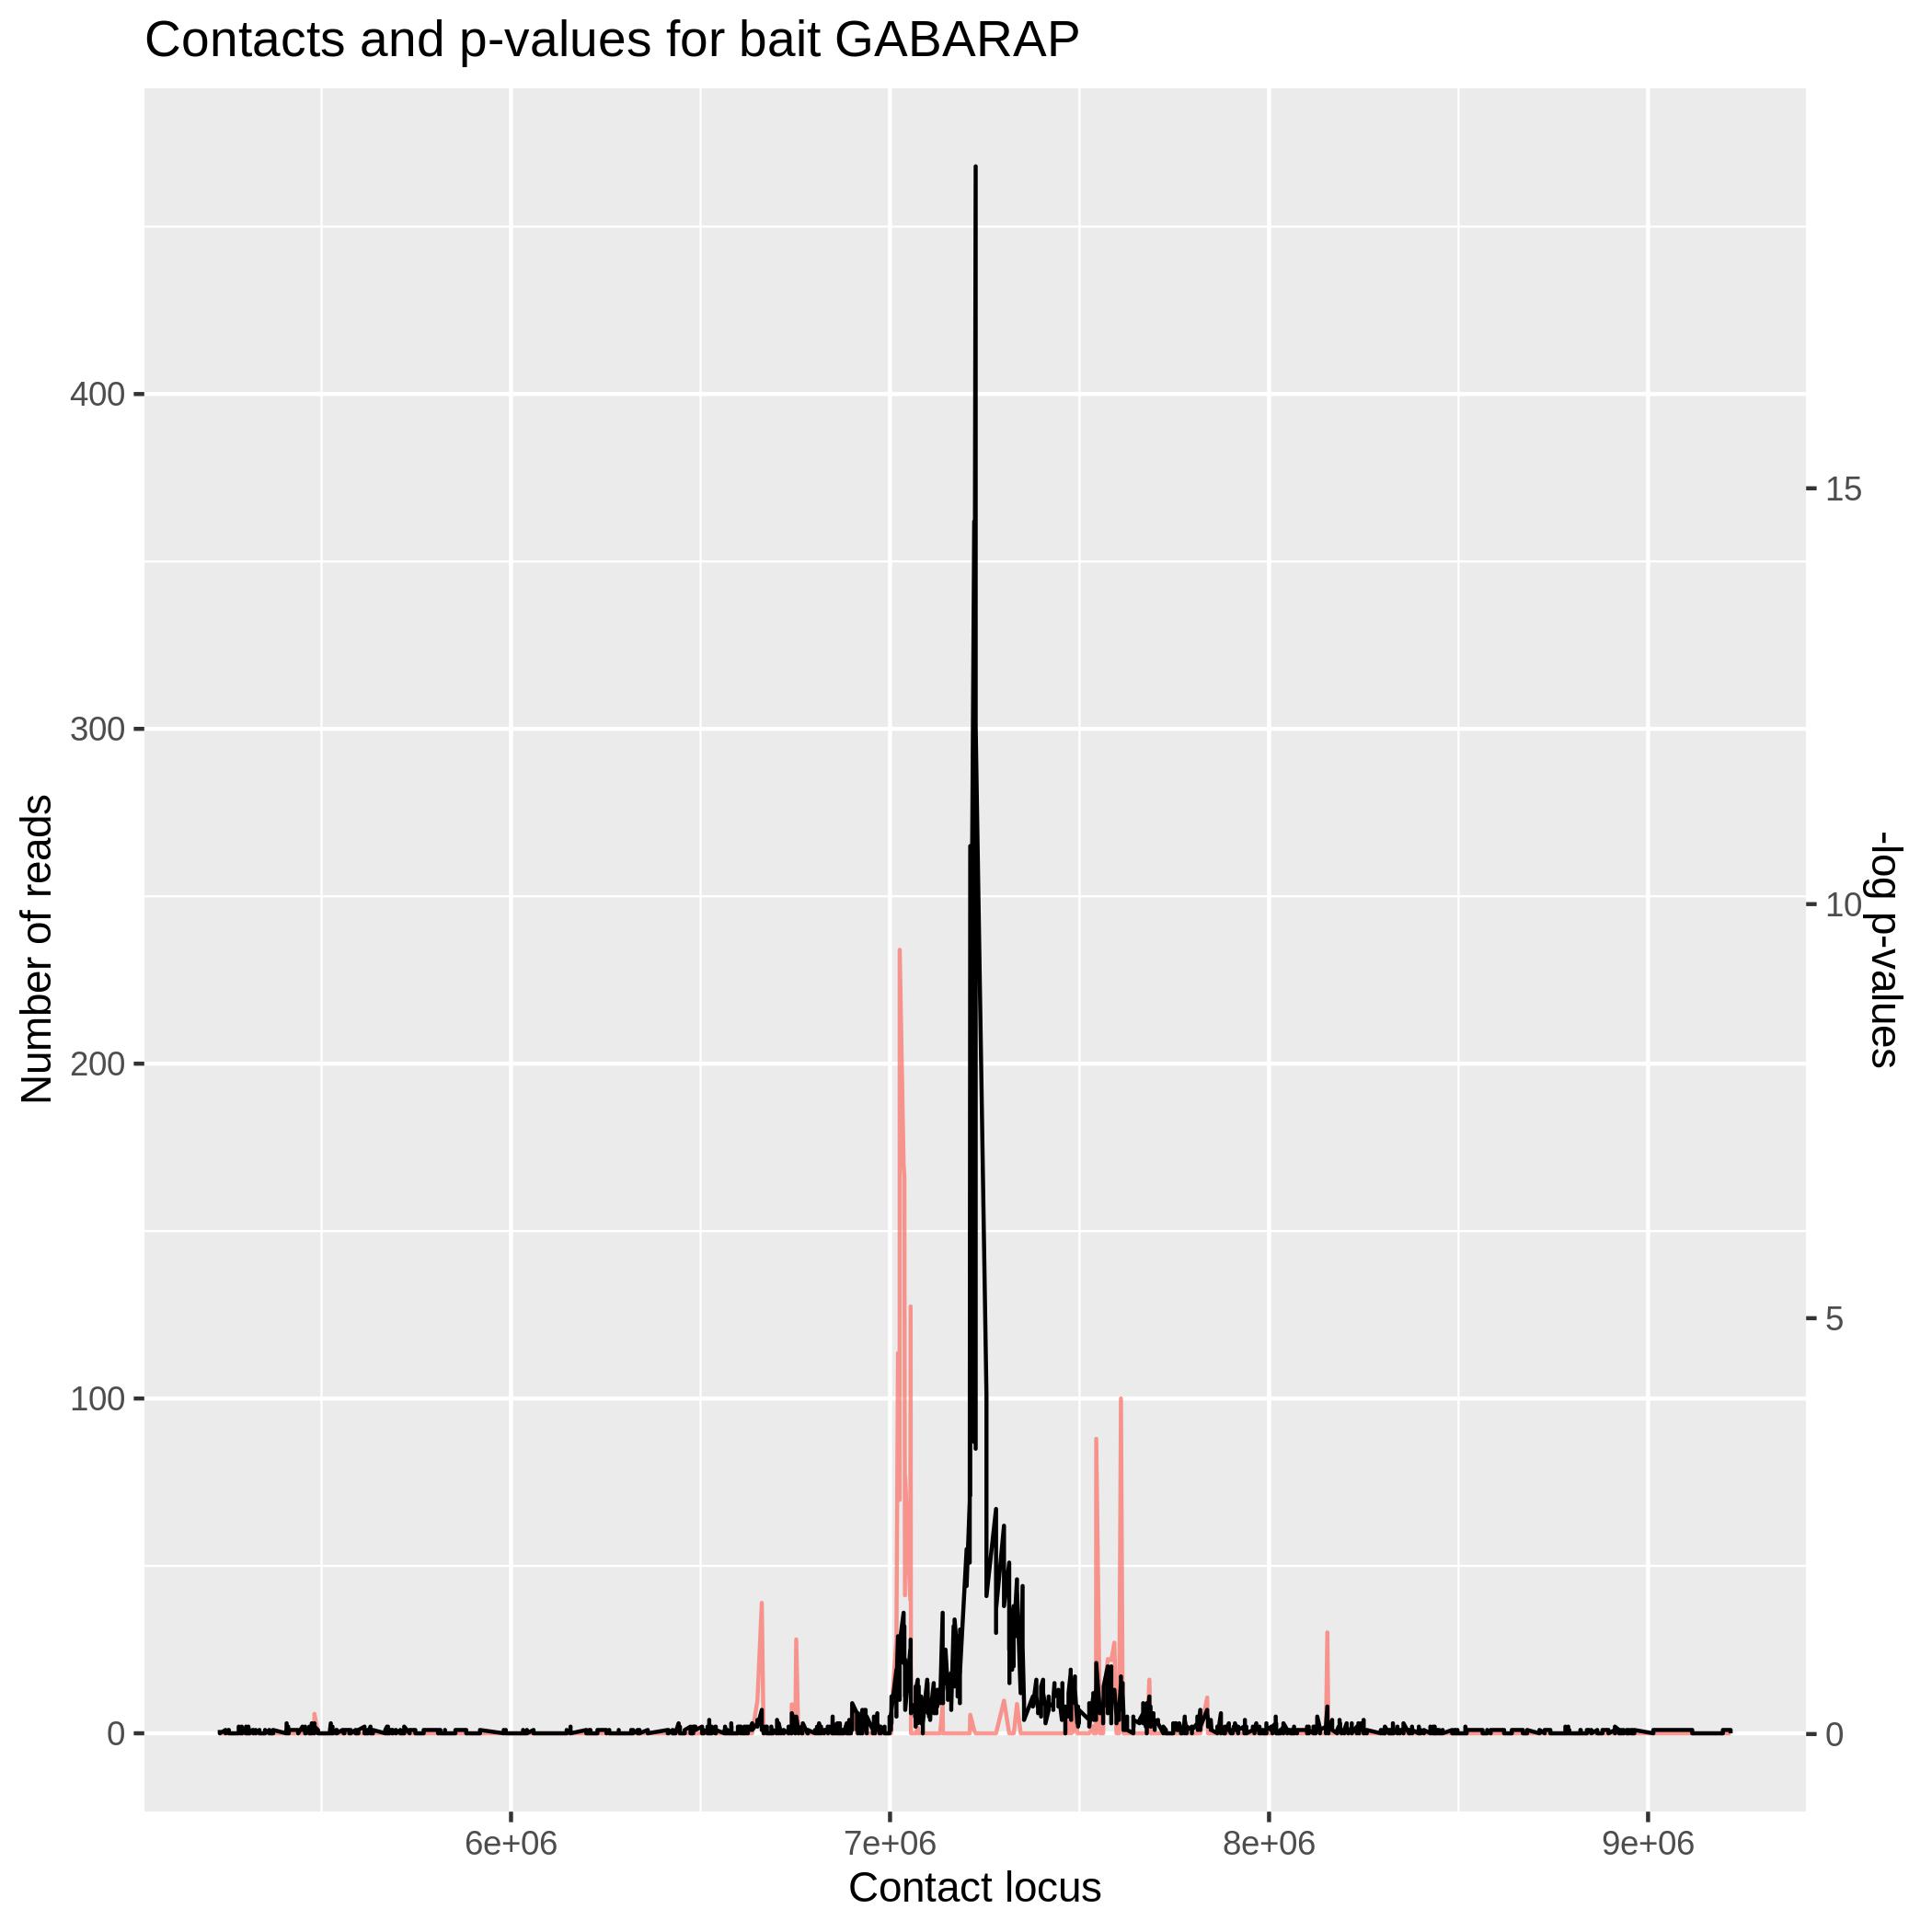 Contacts and p-values for bait GABARAP
Number of reads
400
300
200
100
0
15
10
5
0
-log p-values
6e+06 7e+06 8e+06 9e+06
Contact locus